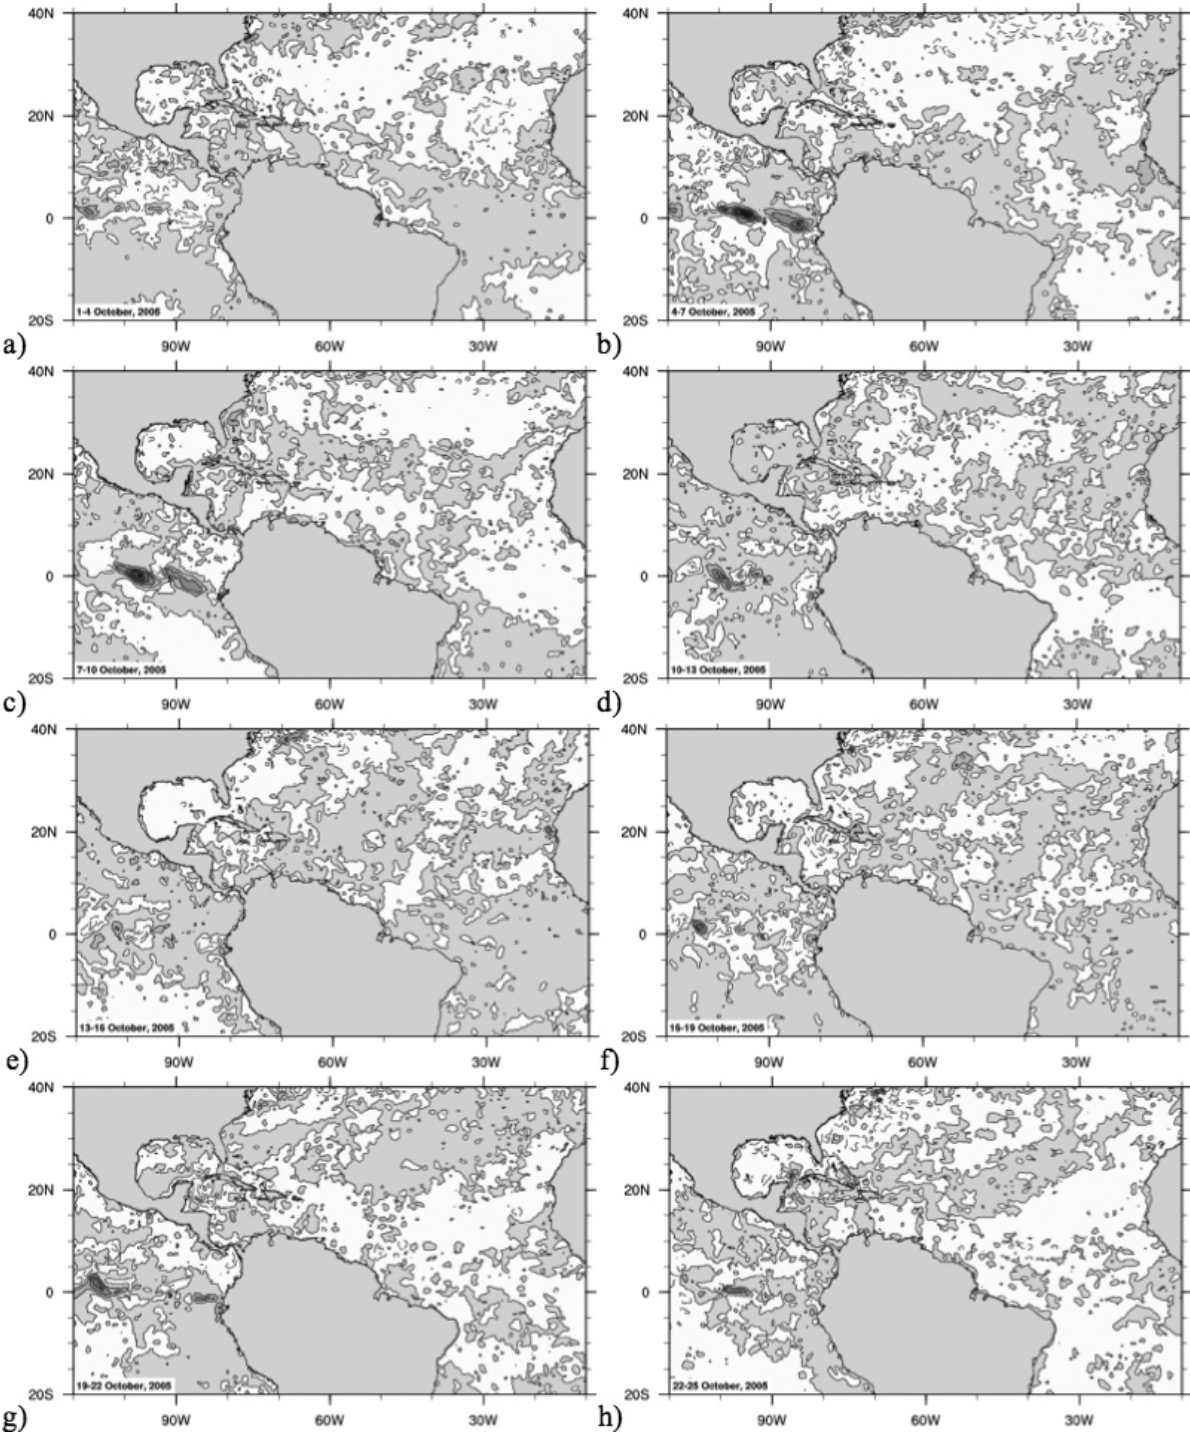 40N 40N
20N 20N
0 0
1-4 October, 2005 4-7 October, 2005
20S 20S
a) 90W 60W 30W b) 90W 60W 30W
40N 40N
20N 20N
0 0
7-10 October, 2005 10-13 October, 2005
20S 20S
c) 90W 60W 30W d) 90W 60W 30W
40N 40N
20N 20N
0 0
13-16 October, 2005 16-19 October, 2005
20S 20S
e) 90W 60W 30W f) 90W 60W 30W
40N 40N
20N 20N
0 0
19-22 October, 2005 22-25 October, 2005
20S 20S
g) 90W 60W 30W h) 90W 60W 30W